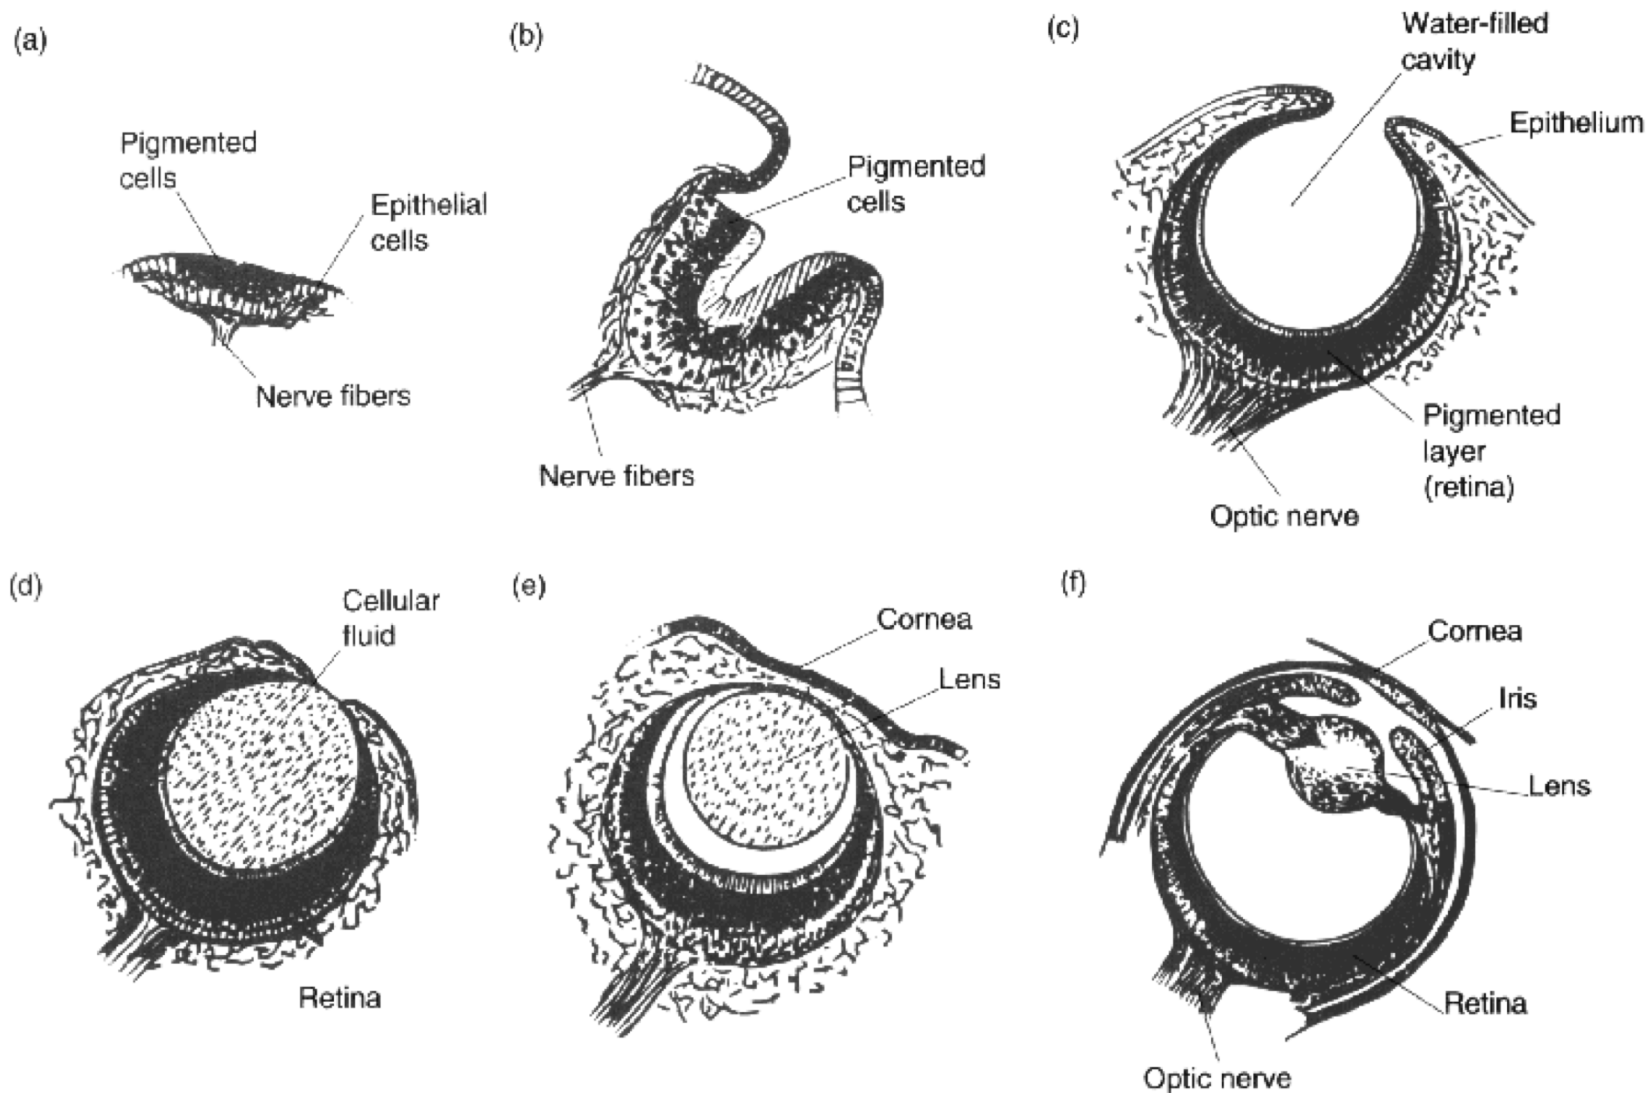 (a)
Pigmented
cells
Epithelial
cells
Nerve fibers
(b)
Pigmented
cells
Nerve fibers
(c)
Water-filled
cavity
Epithelium
Pigmented
layer
(retina)
Optic nerve
(d)
Cellular
fluid
Retina
(e)
Cornea
Lens
(f)
Cornea
Iris
Lens
Retina
Optic nerve